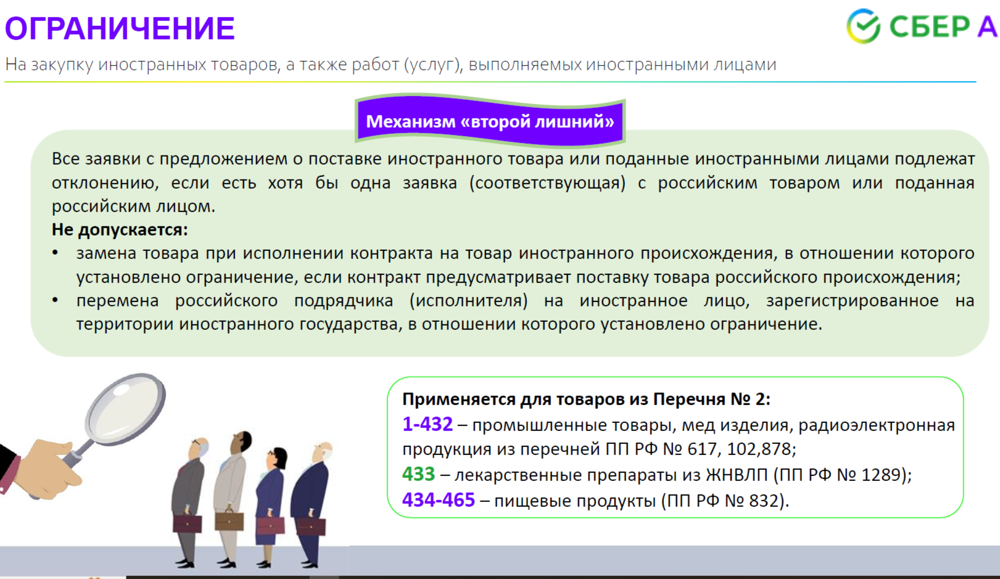 ОГРАНИЧЕНИЕ
СБЕР А
На закупку иностранных товаров, а также работ (услуг), выполняемых иностранными лицами
Механизм «второй лишний»
Все заявки с предложением о поставке иностранного товара или поданные иностранными лицами подлежат
отклонению, если есть хотя бы одна заявка (соответствующая) с российским товаром или поданная
российским лицом.
Не допускается:
• замена товара при исполнении контракта на товар иностранного происхождения, в отношении которого
установлено ограничение, если контракт предусматривает поставку товара российского происхождения;
• перемена российского подрядчика (исполнителя) на иностранное лицо, зарегистрированное на
территории иностранного государства, в отношении которого установлено ограничение.
Применяется для товаров из Перечня № 2:
1-432 – промышленные товары, мед изделия, радиоэлектронная
продукция из перечней ПП РФ № 617, 102,878;
433 – лекарственные препараты из ЖНВЛП (ПП РФ № 1289);
434-465 – пищевые продукты (ПП РФ № 832).